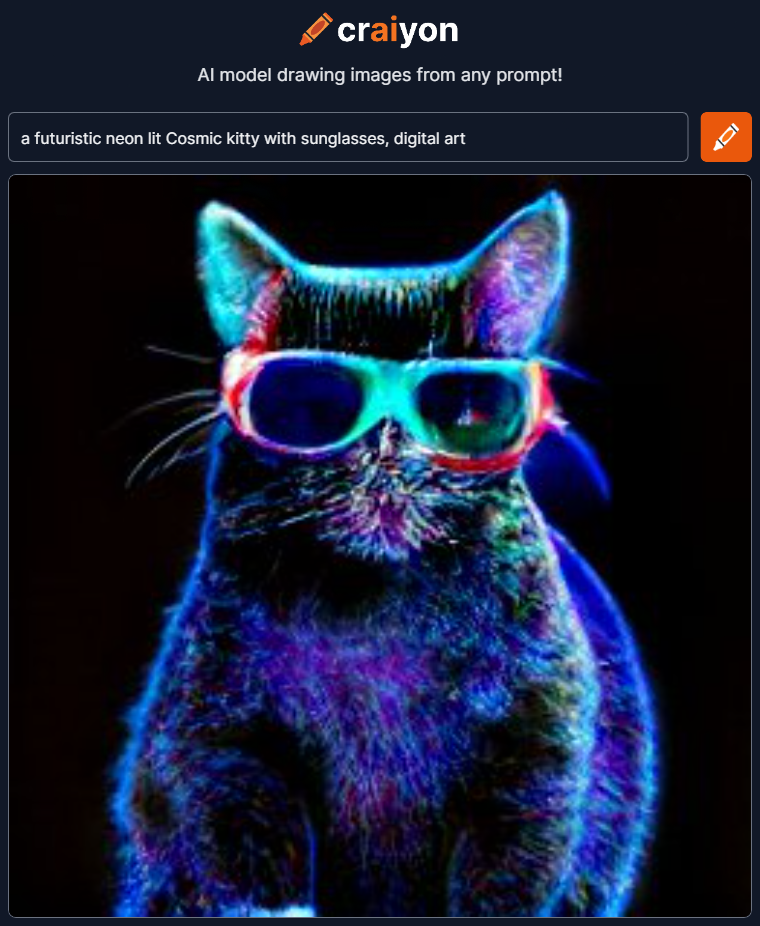 craiyon
AI model drawing images from any prompt!
a futuristic neon lit Cosmic kitty with sunglasses, digital art